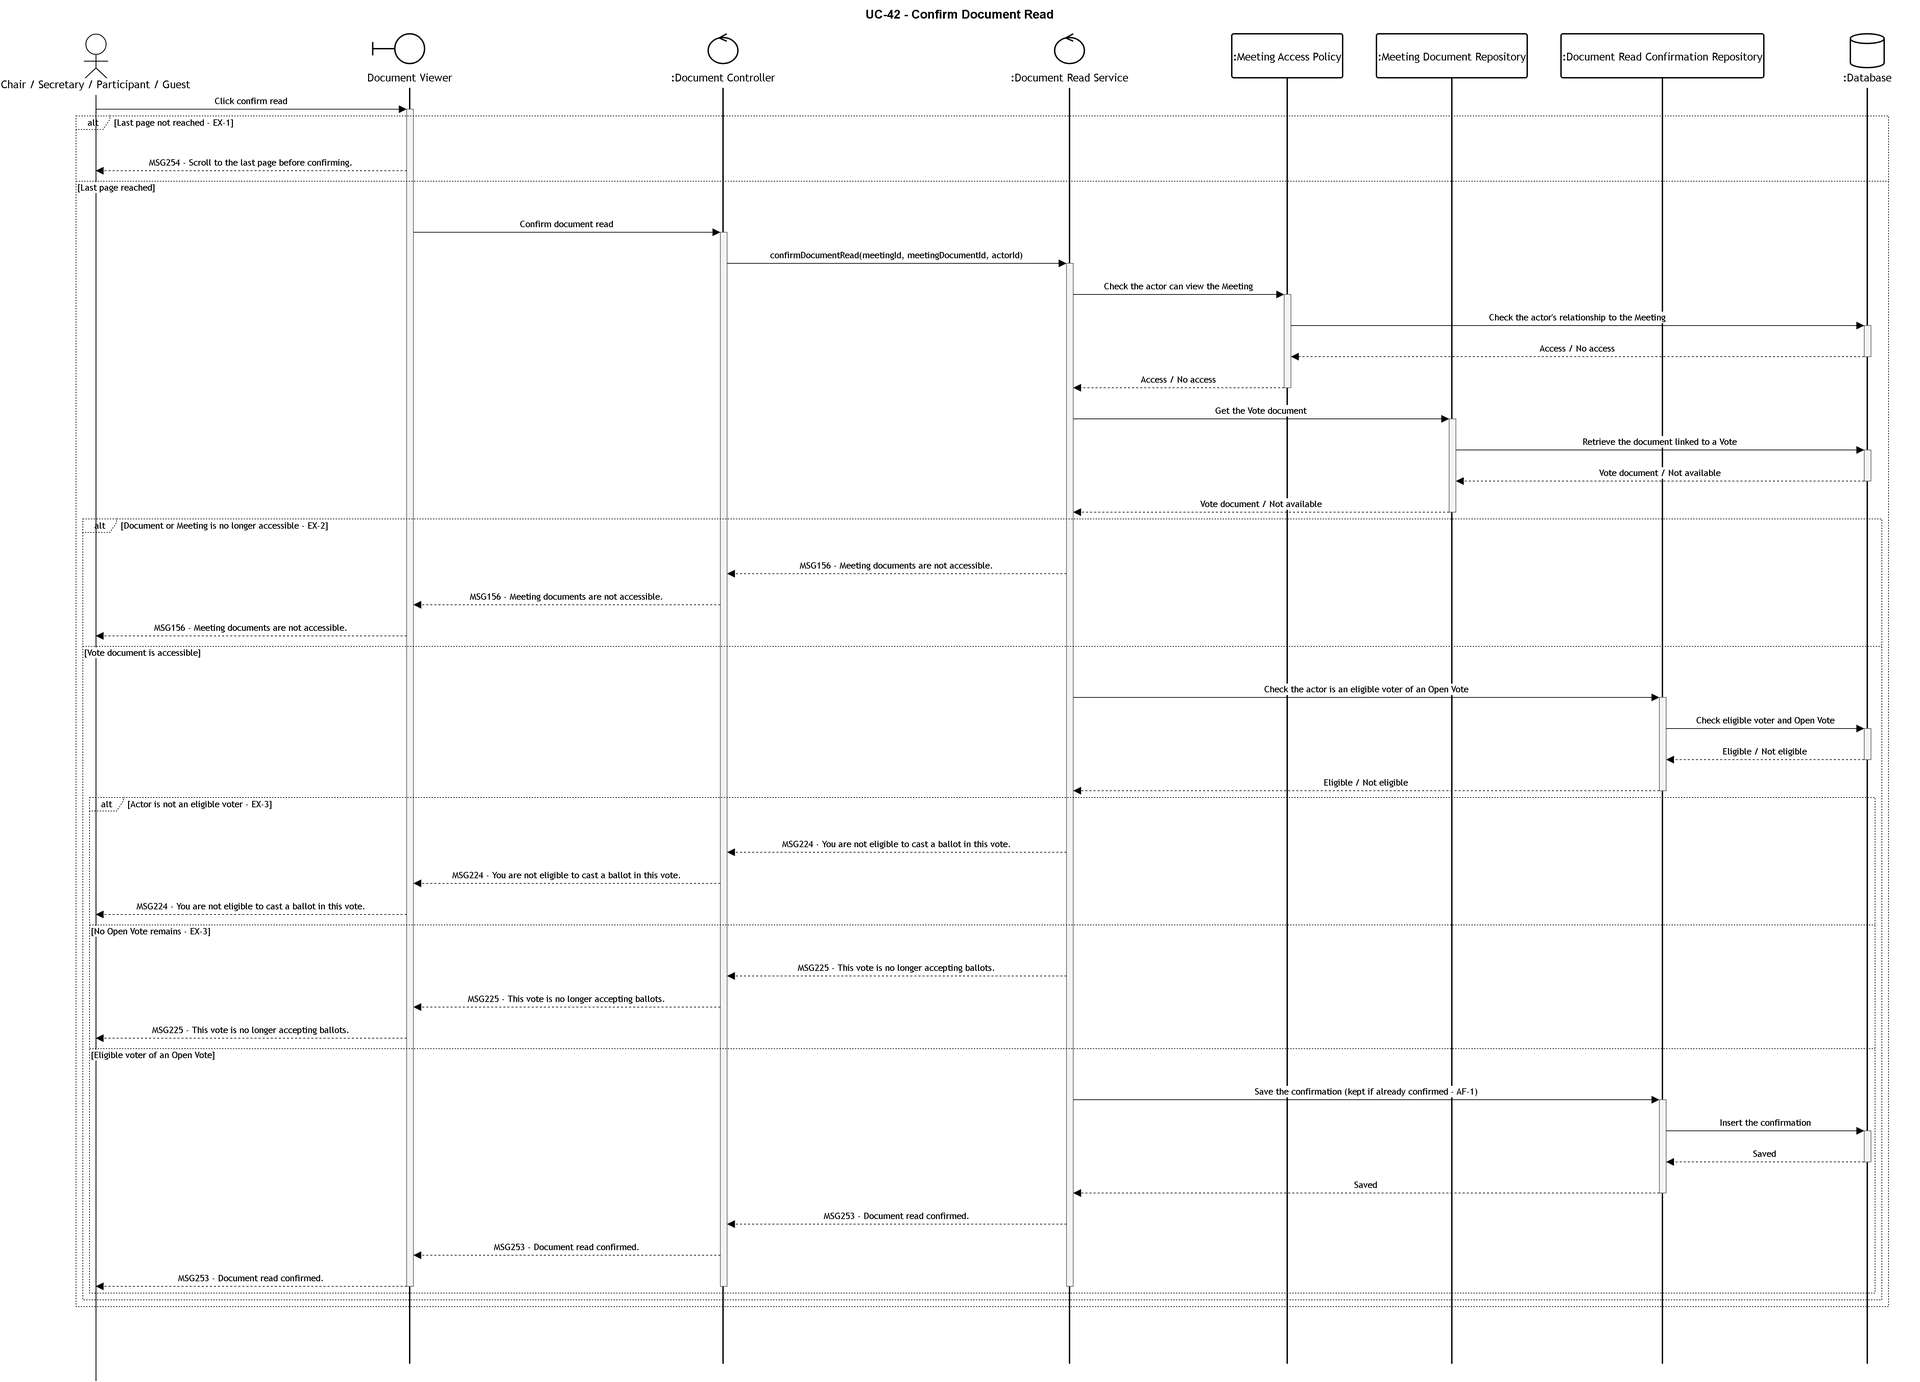 UC-42 - Confirm Document Read
Chair / Secretary / Participant / Guest
Document Viewer
:Document Controller
:Document Read Service
:Meeting Access Policy
:Meeting Document Repository
:Document Read Confirmation Repository
:Database
Click confirm read
alt [Last page not reached - EX-1]
MSG254 - Scroll to the last page before confirming.
[Last page reached]
Confirm document read
confirmDocumentRead(meetingId, meetingDocumentId, actorId)
Check the actor can view the Meeting
Check the actor's relationship to the Meeting
Access / No access
Access / No access
Get the Vote document
Retrieve the document linked to a Vote
Vote document / Not available
Vote document / Not available
alt [Document or Meeting is no longer accessible - EX-2]
MSG156 - Meeting documents are not accessible.
MSG156 - Meeting documents are not accessible.
MSG156 - Meeting documents are not accessible.
[Vote document is accessible]
Check the actor is an eligible voter of an Open Vote
Check eligible voter and Open Vote
Eligible / Not eligible
Eligible / Not eligible
alt [Actor is not an eligible voter - EX-3]
MSG224 - You are not eligible to cast a ballot in this vote.
MSG224 - You are not eligible to cast a ballot in this vote.
MSG224 - You are not eligible to cast a ballot in this vote.
[No Open Vote remains - EX-3]
MSG225 - This vote is no longer accepting ballots.
MSG225 - This vote is no longer accepting ballots.
MSG225 - This vote is no longer accepting ballots.
[Eligible voter of an Open Vote]
Save the confirmation (kept if already confirmed - AF-1)
Insert the confirmation
Saved
Saved
MSG253 - Document read confirmed.
MSG253 - Document read confirmed.
MSG253 - Document read confirmed.